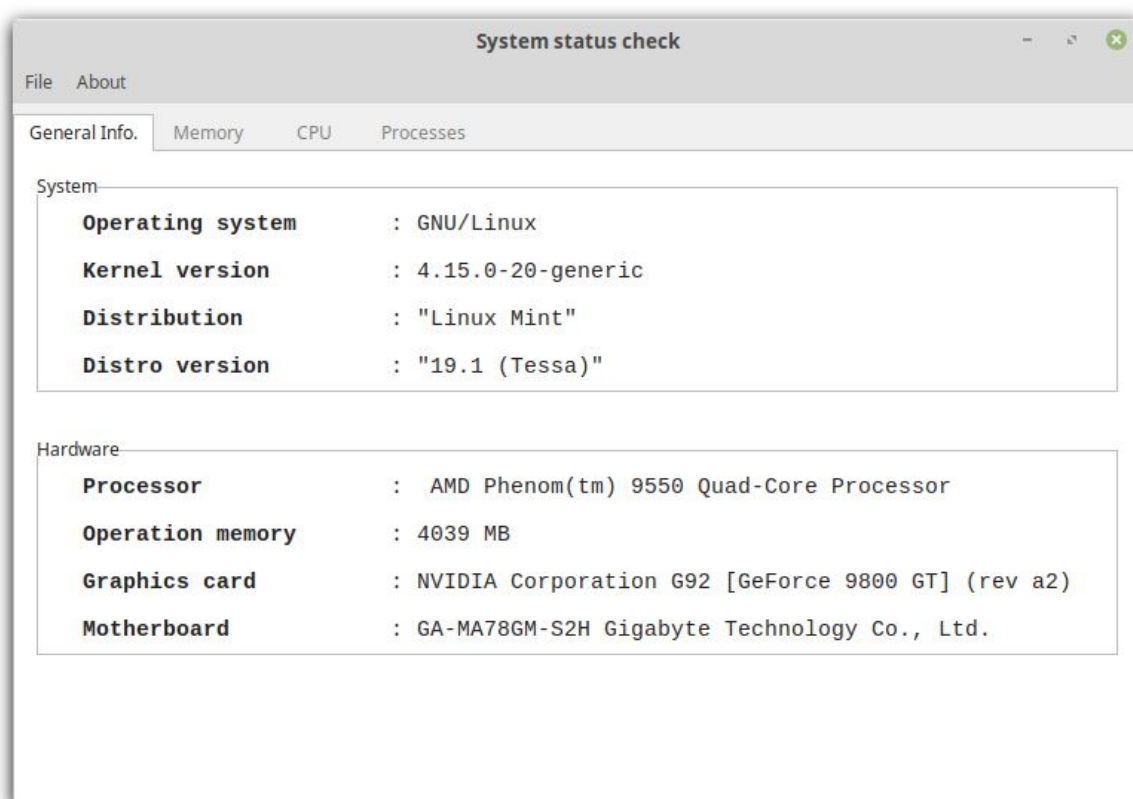 System status check
File About
General Info. Memory CPU Processes
System
Operating system : GNU/Linux
Kernel version : 4.15.0-20-generic
Distribution : "Linux Mint"
Distro version : "19.1 (Tessa)"
Hardware
Processor : AMD Phenom(tm) 9550 Quad-Core Processor
Operation memory : 4039 MB
Graphics card : NVIDIA Corporation G92 [GeForce 9800 GT] (rev a2)
Motherboard : GA-MA78GM-S2H Gigabyte Technology Co., Ltd.